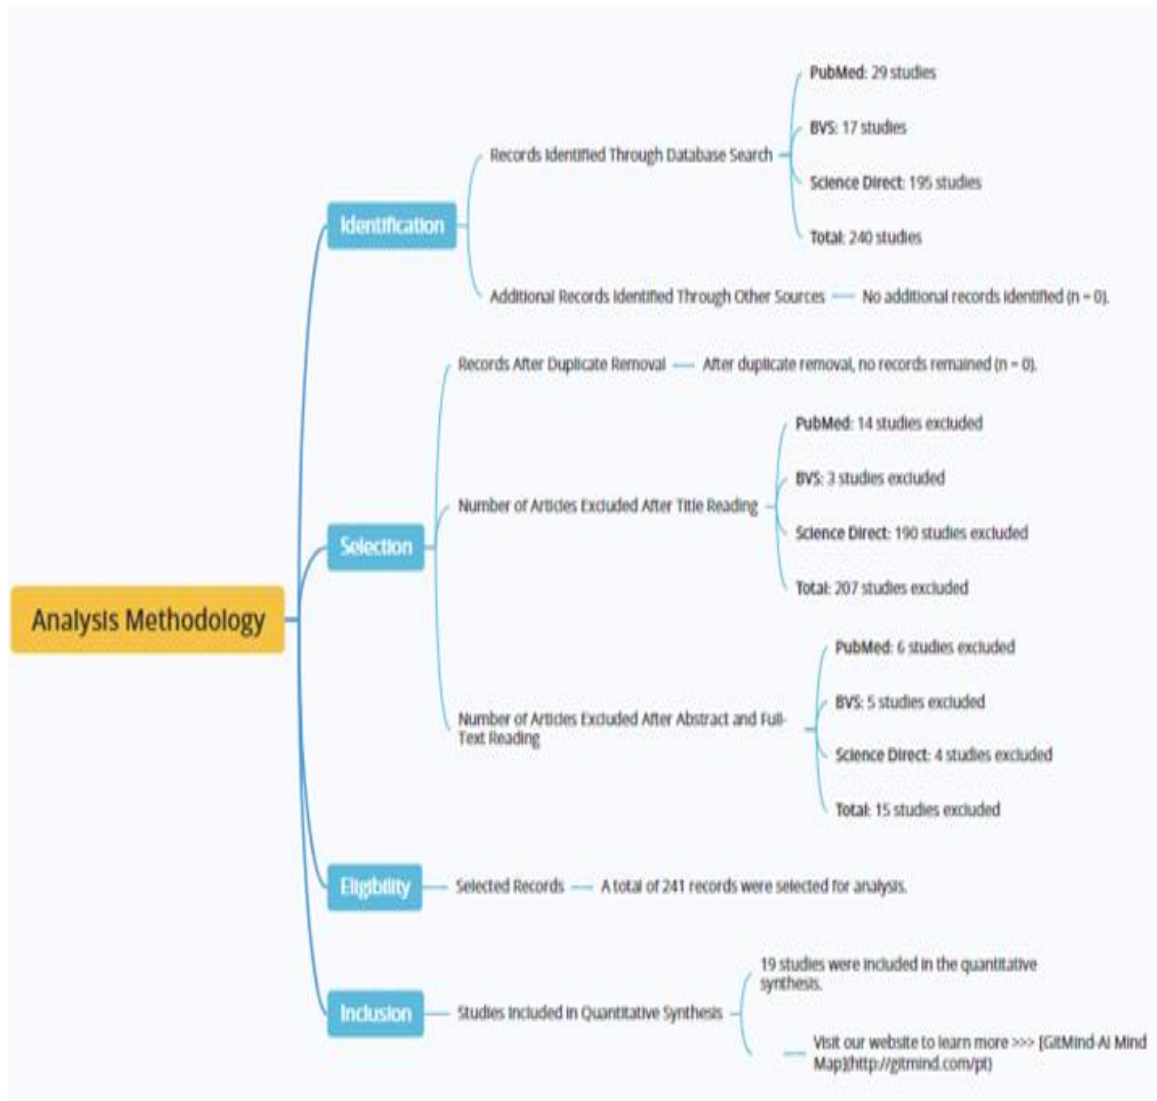 PubMed: 29 studies
BVS: 17 studies
Records Identified Through Database Search
Science Direct: 195 studies
Identification
Total: 240 studies
Additional Records Identified Through Other Sources
No additional records identified (n = 0).
Records After Duplicate Removal
After duplicate removal, no records remained (n = 0).
PubMed: 14 studies excluded
BVS: 3 studies excluded
Number of Articles Excluded After Title Reading
Science Direct: 190 studies excluded
Selection
Total: 207 studies excluded
Analysis Methodology
PubMed: 6 studies excluded
BVS: 5 studies excluded
Number of Articles Excluded After Abstract and Full-
Text Reading
Science Direct: 4 studies excluded
Total: 15 studies excluded
Eligibility
Selected Records
A total of 241 records were selected for analysis.
19 studies were included in the quantitative
synthesis.
Inclusion
Studies Included in Quantitative Synthesis
Visit our website to learn more >>> [GitMind-AI Mind
Map](http://gitmind.com/pt)